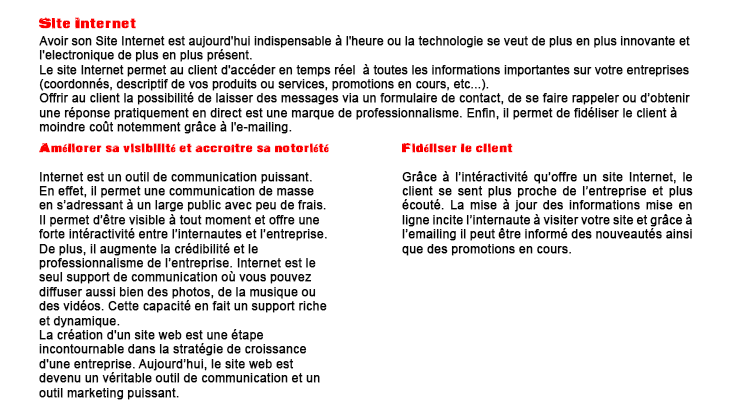 Site internet
Avoir son Site Internet est aujourd'hui indispensable à l'heure ou la technologie se veut de plus en plus innovante et
l'electronique de plus en plus présent.
Le site Internet permet au client d'accéder en temps réel à toutes les informations importantes sur votre entreprises
(coordonnés, descriptif de vos produits ou services, promotions en cours, etc...).
Offrir au client la possibilité de laisser des messages via un formulaire de contact, de se faire rappeler ou d'obtenir
une réponse pratiquement en direct est une marque de professionalisme. Enfin, il permet de fidéliser le client à
moindre coût notemment grâce à l'e-mailing.
Améliorer sa visibilité et accroitre sa notoriété
Internet est un outil de communication puissant.
En effet, il permet une communication de masse
en s'adressant à un large public avec peu de frais.
Il permet d'être visible à tout moment et offre une
forte intéractivité entre l'internautes et l'entreprise.
De plus, il augmente la crédibilité et le
professionnalisme de l'entreprise. Internet est le
seul support de communication où vous pouvez
diffuser aussi bien des photos, de la musique ou
des vidéos. Cette capacité en fait un support riche
et dynamique.
La création d'un site web est une étape
incontournable dans la stratégie de croissance
d'une entreprise. Aujourd'hui, le site web est
devenu un véritable outil de communication et un
outil marketing puissant.
Fidéliser le client
Grâce à l'intéractivité qu'offre un site Internet, le
client se sent plus proche de l'entreprise et plus
écouté. La mise à jour des informations mise en
ligne incite l'internaute à visiter votre site et grâce à
l'emailing il peut être informé des nouveautés ainsi
que des promotions en cours.